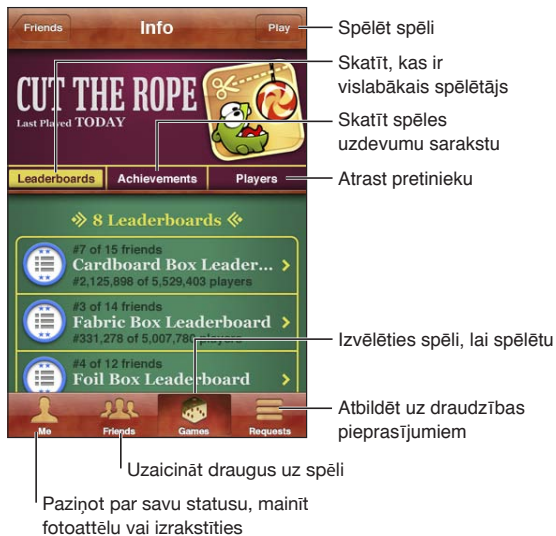 Friends
Info
Play
CUT THE ROPE
Last Played TODAY
Leaderboards
Achievements
Players
8 Leaderboards
#7 of 15 friends
Cardboard Box Leader...
#2,125,898 of 5,529,403 players
#3 of 14 friends
Fabric Box Leaderboard
#331,278 of 5,007,780 players
#4 of 12 friends
Foil Box Leaderboard
Me
Friends
Games
Requests
Spēlēt spēli
Skatīt, kas ir
vislabākais spēlētājs
Skatīt spēles
uzdevumu sarakstu
Atrast pretinieku
Izvēlēties spēli, lai spēlētu
Atbildēt uz draudzības
pieprasījumiem
Uzaicināt draugus uz spēli
Paziņot par savu statusu, mainīt
fotoattēlu vai izrakstīties